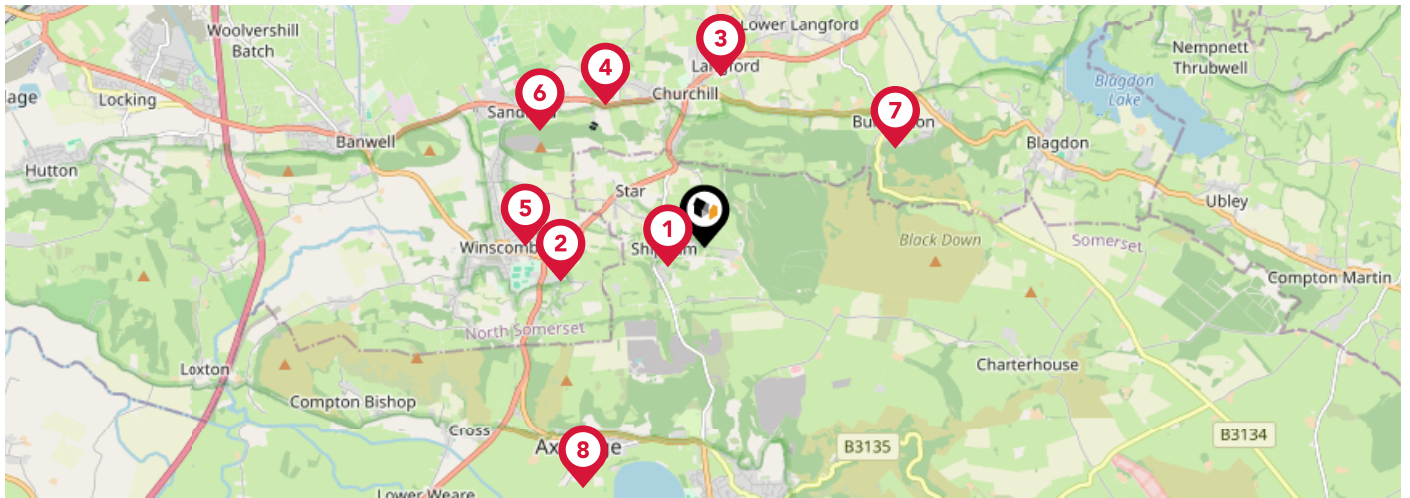 Woolvershill
Batch
3
Lower Langford
Nempnett
Thrubwell
4
Langford
Blagdon
Lake
6
Churchill
Locking
7
Banwell
Blagdon
Hutton
Star
Ubley
5
1
2
Black Down
Somerset
Winscomb
Compton Martin
North Somerset
Charterhouse
Loxton
Compton Bishop
Cross
8
B3135
B3134
Lower Weare